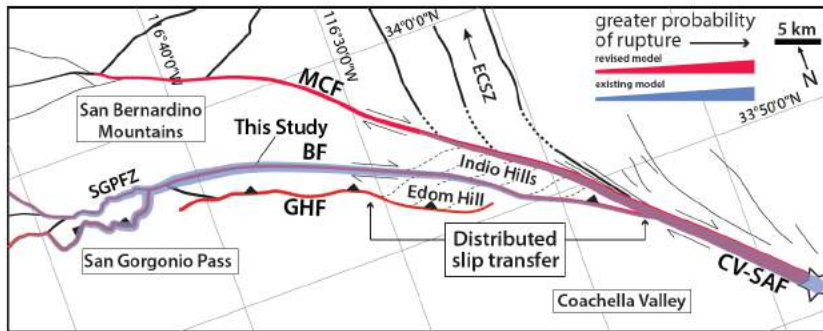 116°40'0"W
116°30'0"W
34°0'0"N
greater probability
of rupture
5 km
revised model
existing model
N
33°50'0"N
ECSZ
MCF
San Bernardino
Mountains
This Study
BF
Indio Hills
SGPFZ
Edom Hill
GHF
San Gorgonio Pass
Distributed
slip transfer
CV-SAF
Coachella Valley